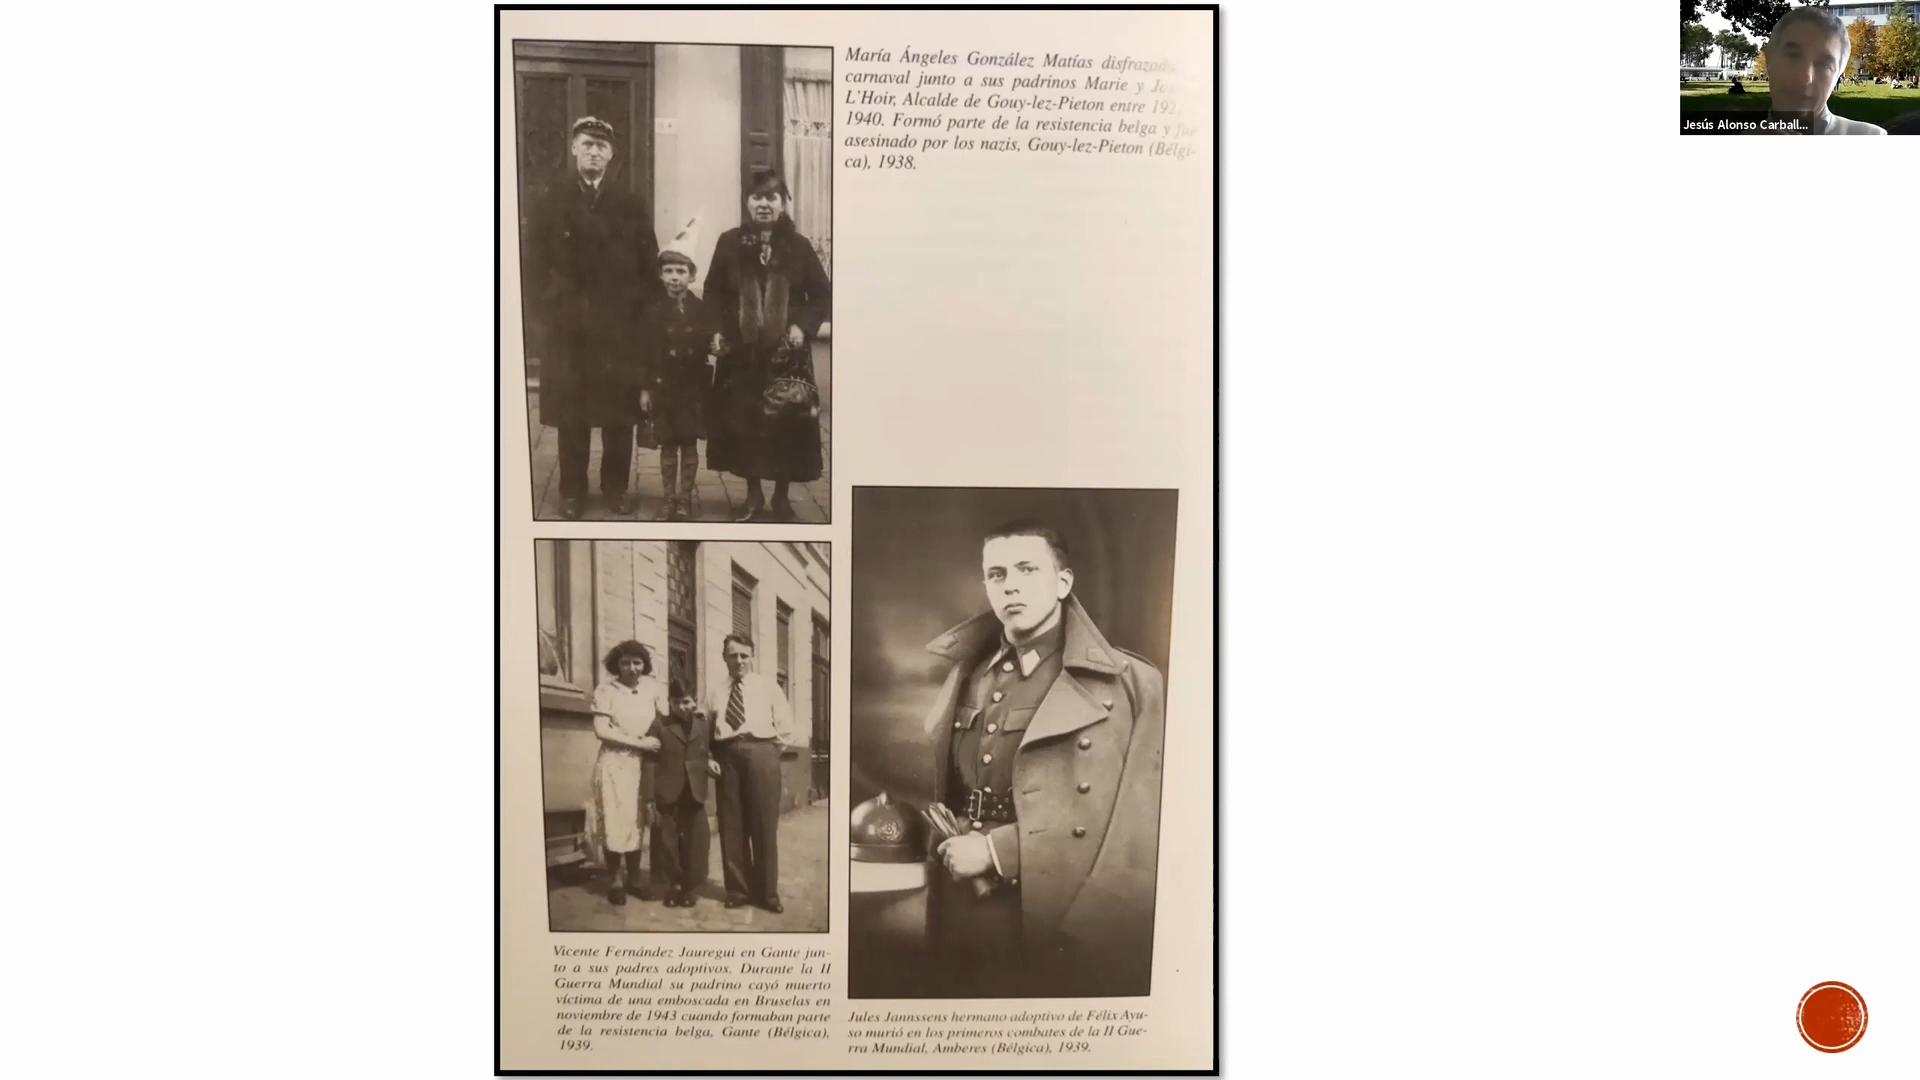 María Ángeles González Matías disfrazada
carnaval junto a sus padrinos Marie y
L'Hoir, Alcalde de Gouy-lez-Pieton entre
1940. Formó parte de la resistencia belga y fue
asesinado por los nazis, Gouy-lez-Pieton (Bélgi-
ca), 1938.
Vicente Fernández Jauregui en Gante jun-
to a sus padres adoptivos. Durante la II
Guerra Mundial su padrino cayó muerto
víctima de una emboscada en Bruselas en
noviembre de 1943 cuando formaban parte
de la resistencia belga, Gante (Bélgica),
1939.
Jules Jannssens hermano adoptivo de Félix Ayu-
so murió en los primeros combates de la II Gue-
rra Mundial, Amberes (Bélgica), 1939.
Jesús Alonso Carball...